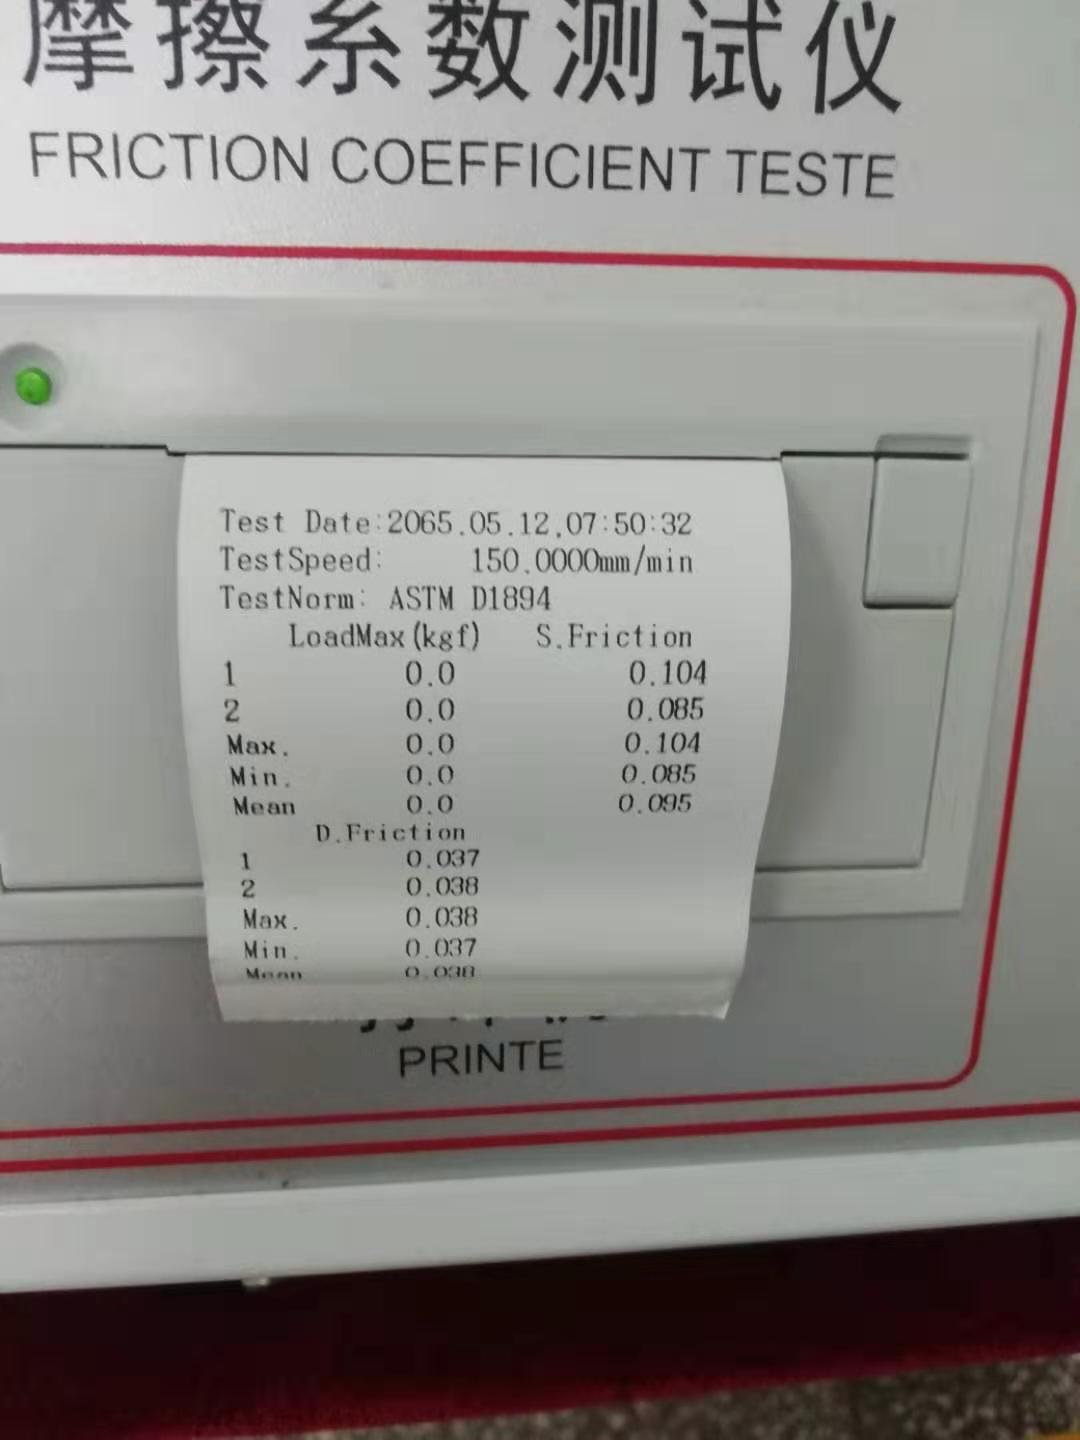 摩擦系数测试仪
FRICTION COEFFICIENT TESTE
Test Date:2065.05.12,07:50:32
TestSpeed: 150.0000mm/min
TestNorm: ASTM D1894
LoadMax(kgf) S.Friction
1 0.0 0.104
2 0.0 0.085
Max. 0.0 0.104
Min. 0.0 0.085
Mean 0.0 0.095
D.Friction
1 0.037
2 0.038
Max. 0.038
Min. 0.037
Mean 0.038
PRINTE